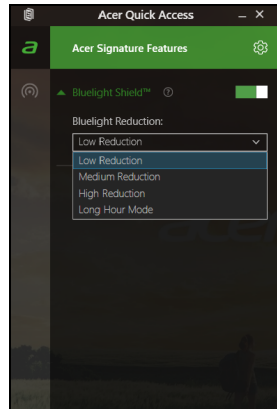 Acer Quick Access
Acer Signature Features
Bluelight Shield™
Bluelight Reduction:
Low Reduction
Low Reduction
Medium Reduction
High Reduction
Long Hour Mode